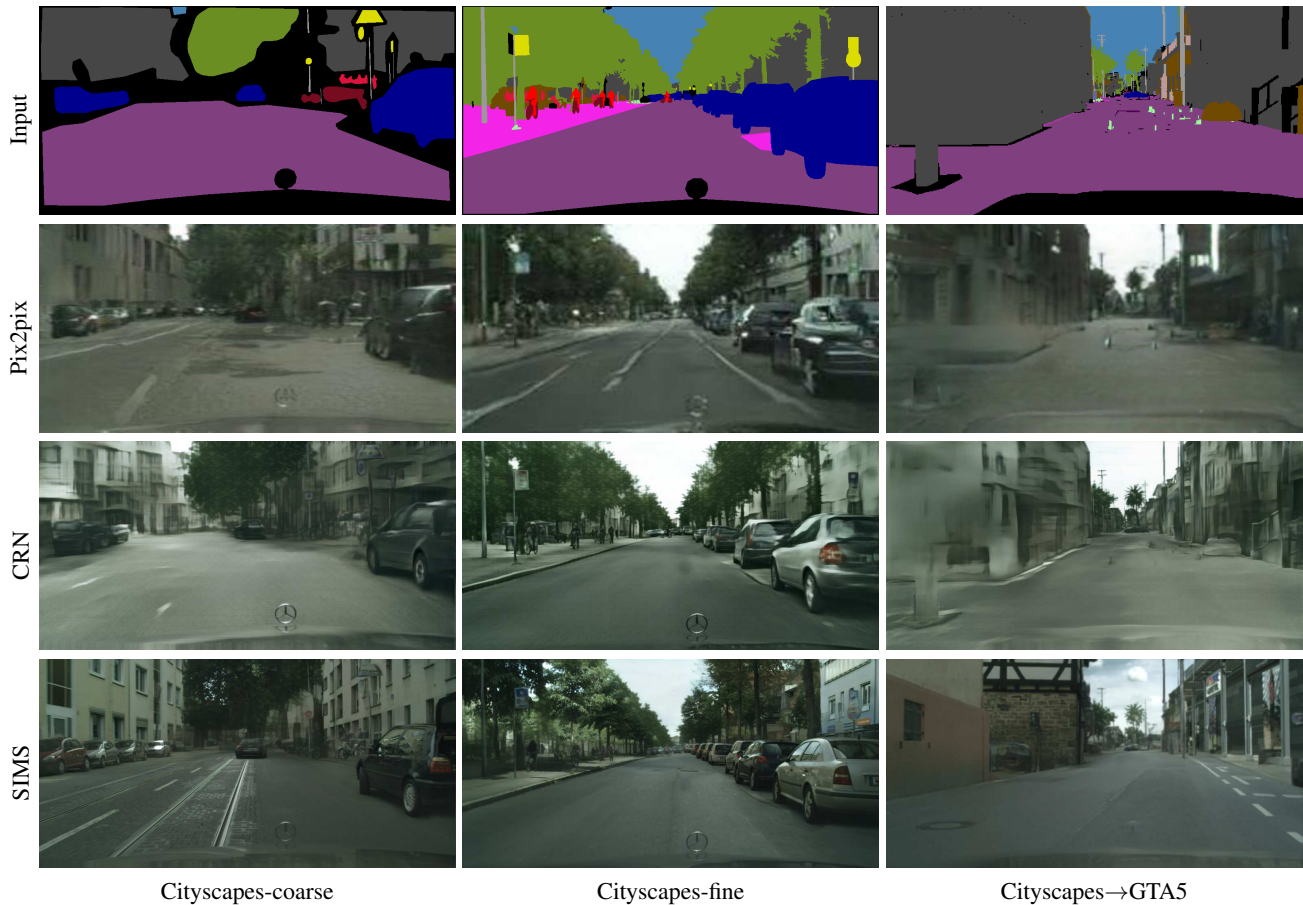 Input
Pix2pix
CRN
SIMS
Cityscapes-coarse
Cityscapes-fine
Cityscapes→GTA5